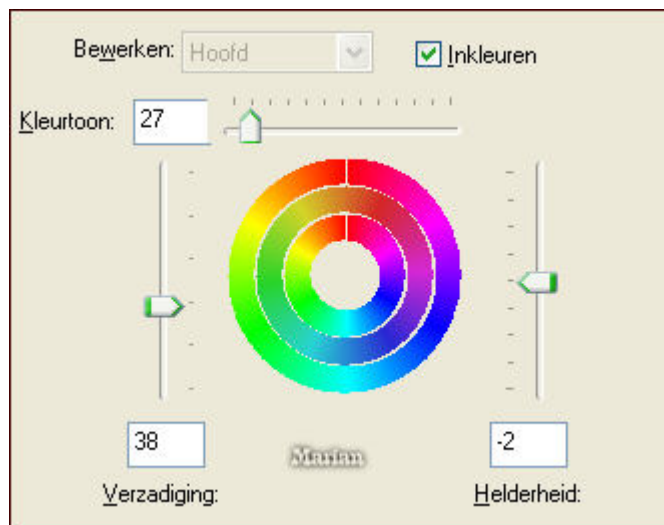 Bewerken: Hoofd Inkleuren
Kleurtoon: 27
38 -2
Marian
Verzadiging: Helderheid: